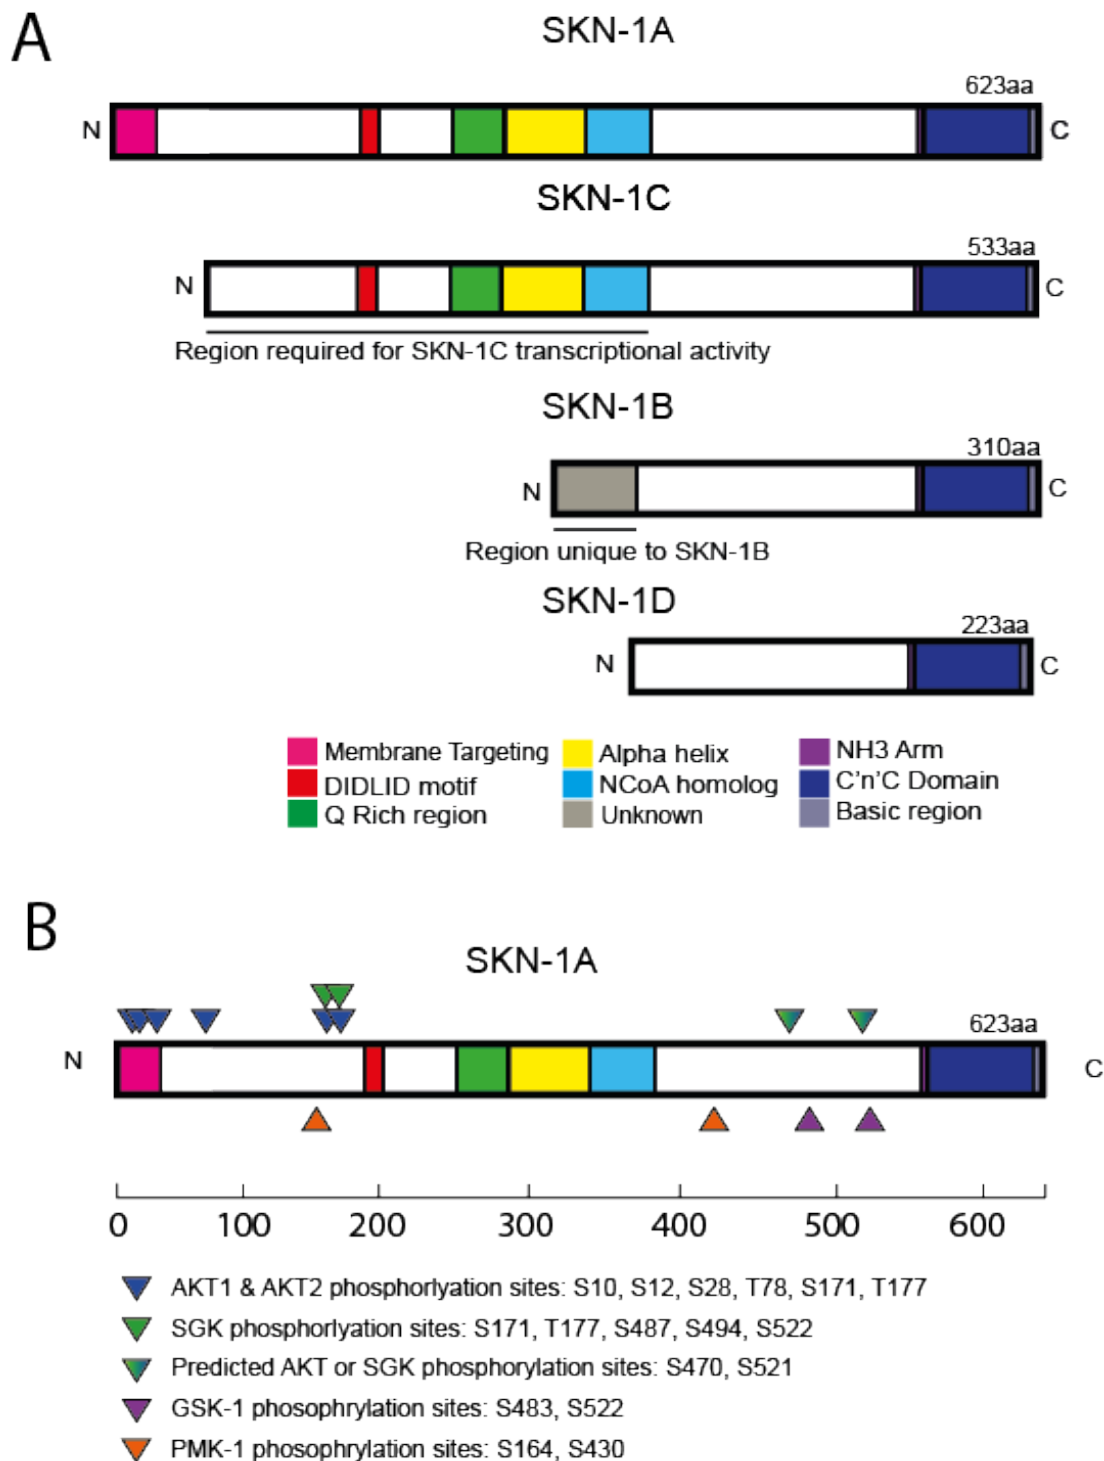 A
SKN-1A
623aa
N
C
SKN-1C
533aa
N
C
Region required for SKN-1C transcriptional activity
SKN-1B
310aa
N
C
Region unique to SKN-1B
SKN-1D
223aa
N
C
Membrane Targeting
Alpha helix
NH3 Arm
DIDLID motif
NCoA homolog
C'n'C Domain
Q Rich region
Unknown
Basic region
B
SKN-1A
623aa
N
C
0 100 200 300 400 500 600
AKT1 & AKT2 phosphorlyation sites: S10, S12, S28, T78, S171, T177
SGK phosphorlyation sites: S171, T177, S487, S494, S522
Predicted AKT or SGK phosphorylation sites: S470, S521
GSK-1 phosophrylation sites: S483, S522
PMK-1 phosophrylation sites: S164, S430